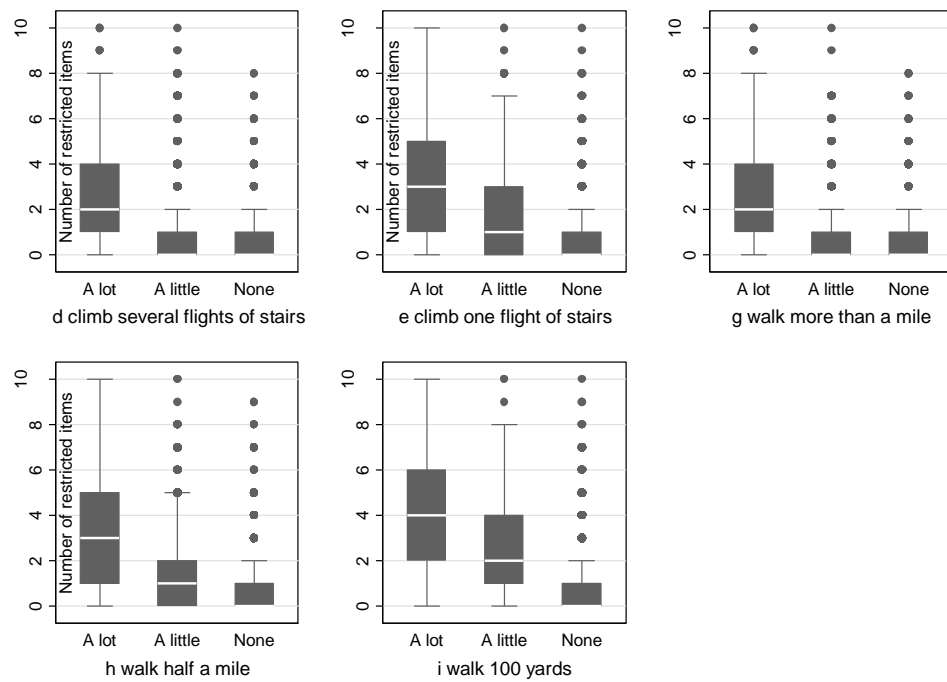 Number of restricted items
10
8
6
4
2
0
A lot A little None
d climb several flights of stairs
Number of restricted items
10
8
6
4
2
0
A lot A little None
e climb one flight of stairs
10
8
6
4
2
0
A lot A little None
g walk more than a mile
Number of restricted items
10
8
6
4
2
0
A lot A little None
h walk half a mile
10
8
6
4
2
0
A lot A little None
i walk 100 yards